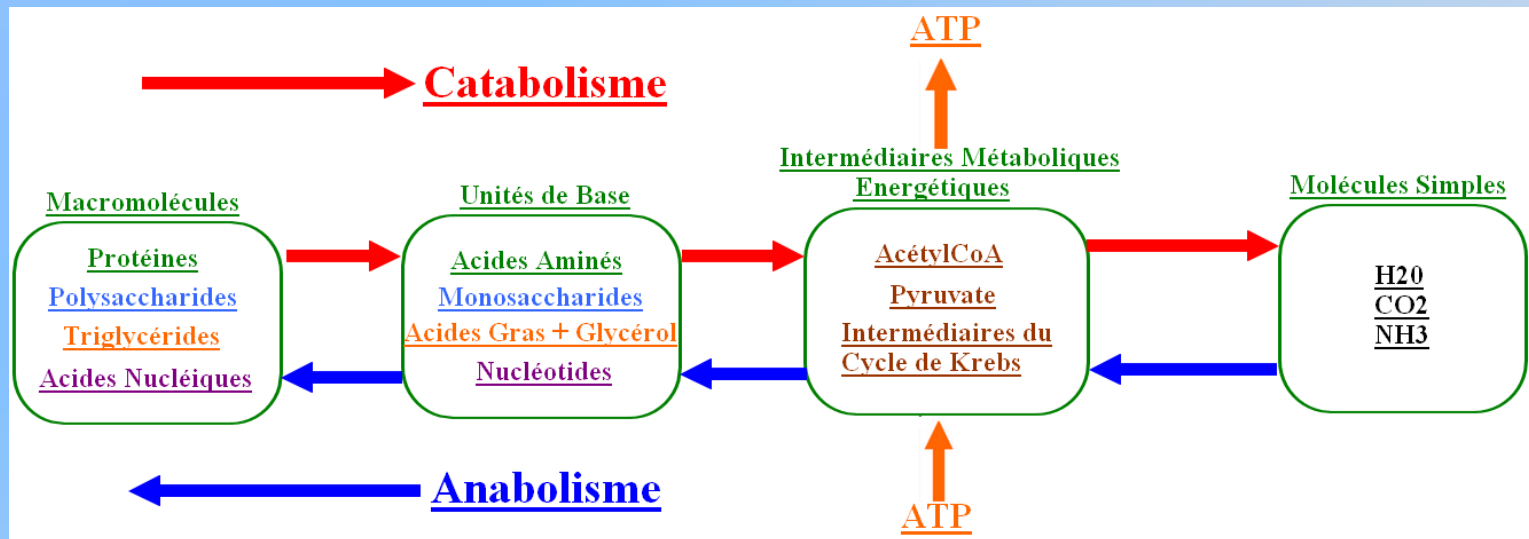 ATP
Catabolisme
Intermédiaires Métaboliques
Energétiques
Macromolécules
Unités de Base
Molécules Simples
Protéines
Polysaccharides
Triglycérides
Acides Nucléiques
Acides Aminés
Monosaccharides
Acides Gras + Glycérol
Nucléotides
AcétylCoA
Pyruvate
Intermédiaires du
Cycle de Krebs
H20
CO2
NH3
Anabolisme
ATP